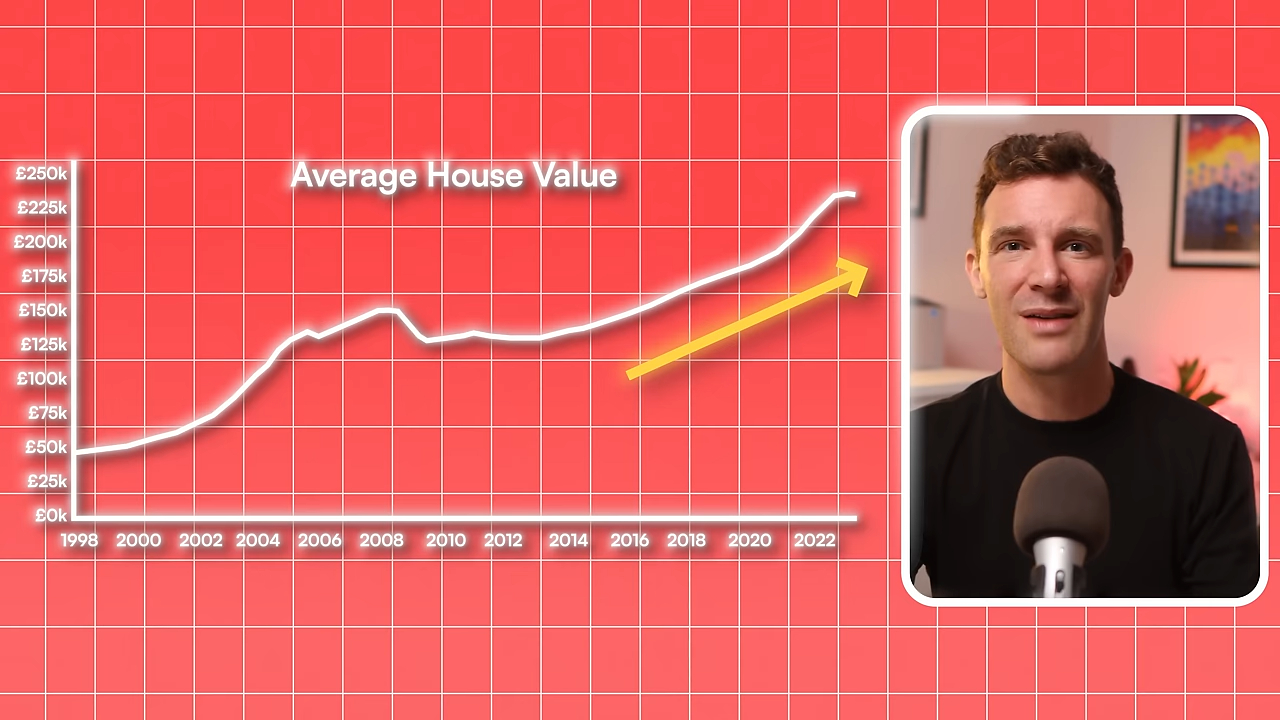 Average House Value
£250k
£225k
£200k
£175k
£150k
£125k
£100k
£75k
£50k
£25k
£0k
1998 2000 2002 2004 2006 2008 2010 2012 2014 2016 2018 2020 2022